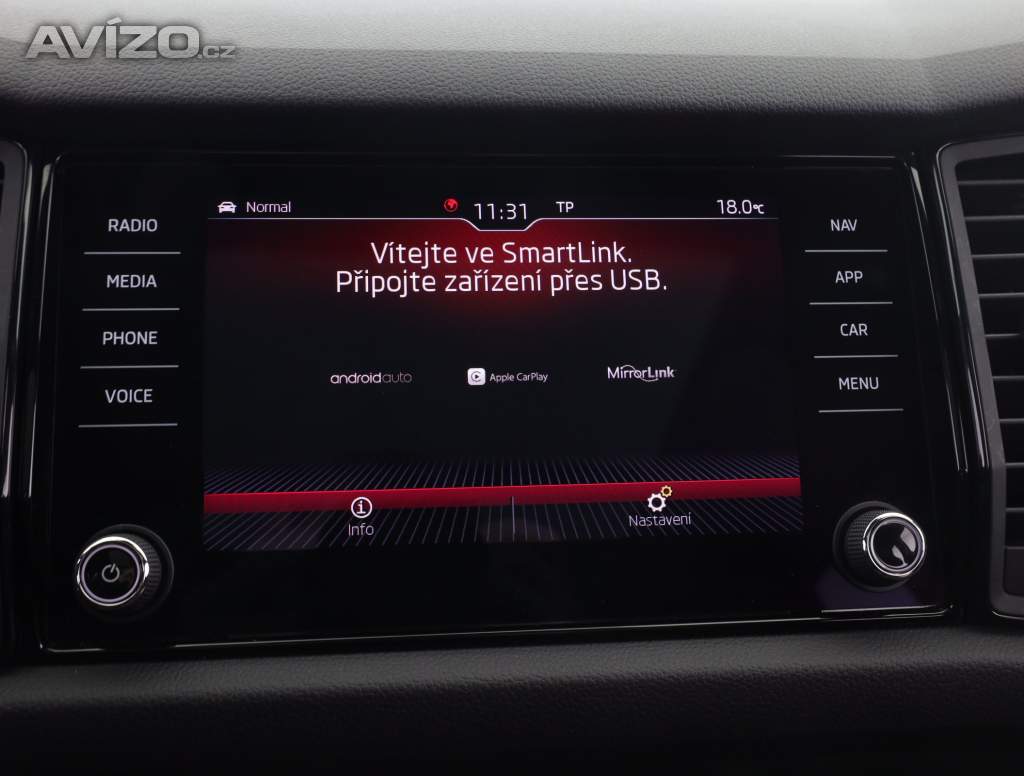 AVÍZO.cz
RADIO
MEDIA
PHONE
VOICE
Normal
11:31
TP
18.0°C
Vítejte ve SmartLink.
Připojte zařízení přes USB.
androidauto
Apple CarPlay
MirrorLink
Info
Nastavení
NAV
APP
CAR
MENU